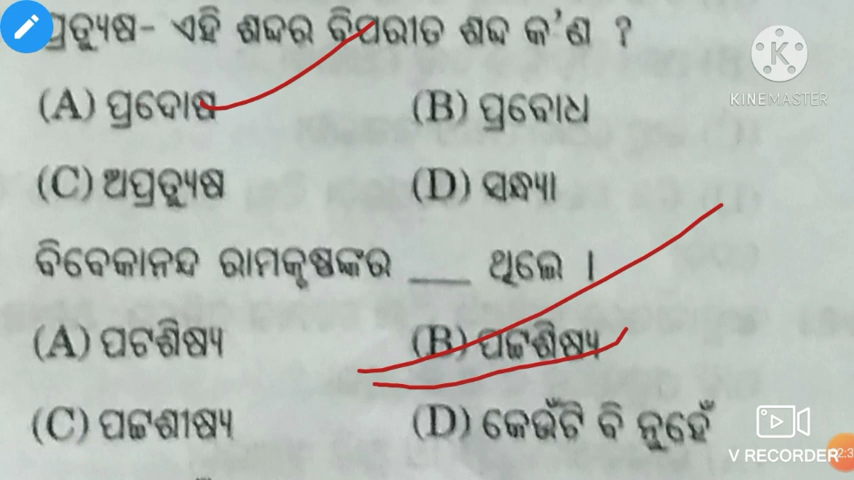 ପ୍ରତ୍ୟୁଷ- ଏହି ଶବ୍ଦର ବିପରୀତ ଶବ୍ଦ କ'ଣ ?
KINEMASTER
(A) ପ୍ରଦୋଷ (B) ପ୍ରବୋଧ
(C) ଅପ୍ରତ୍ୟୁଷ (D) ସନ୍ଧ୍ୟା
ବିବେକାନନ୍ଦ ରାମକୃଷ୍ଣଙ୍କର ___ ଥିଲେ ।
(A) ପଟଶିଷ୍ୟ (B) ପଟ୍ଟଶିଷ୍ୟ
(C) ପଟ୍ଟଶୀଷ୍ୟ (D) କେଉଁଟି ବି ନୁହେଁ
V RECORDER